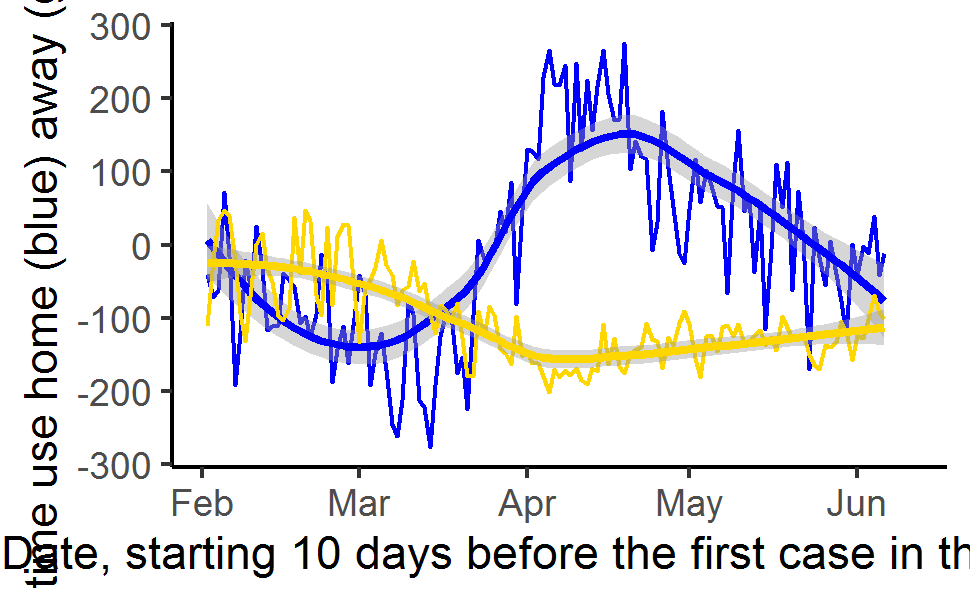 time use home (blue) away (
300
200
100
0
-100
-200
-300
Feb Mar Apr May Jun
Date, starting 10 days before the first case in th